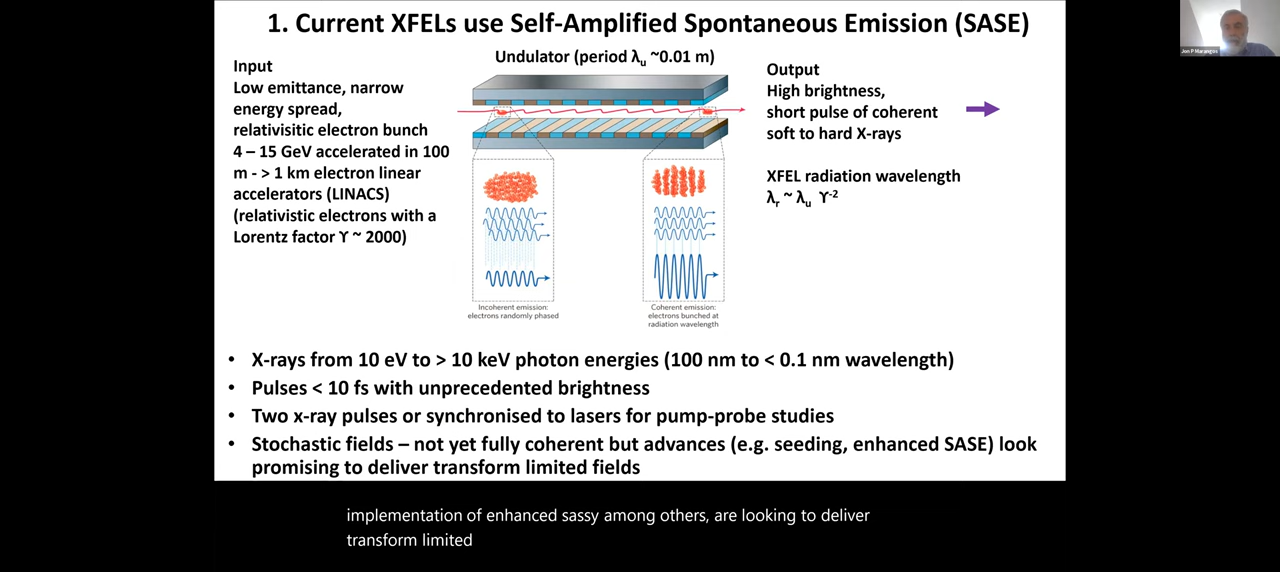 1. Current XFELs use Self-Amplified Spontaneous Emission (SASE)
Input
Low emittance, narrow
energy spread,
relativisitic electron bunch
4 – 15 GeV accelerated in 100
m - > 1 km electron linear
accelerators (LINACS)
(relativistic electrons with a
Lorentz factor ϒ ~ 2000)
Undulator (period λu ~0.01 m)
Incoherent emission:
electrons randomly phased
Coherent emission:
electrons bunched at
radiation wavelength
Output
High brightness,
short pulse of coherent
soft to hard X-rays
XFEL radiation wavelength
λr ~ λu ϒ-2
• X-rays from 10 eV to > 10 keV photon energies (100 nm to < 0.1 nm wavelength)
• Pulses < 10 fs with unprecedented brightness
• Two x-ray pulses or synchronised to lasers for pump-probe studies
• Stochastic fields – not yet fully coherent but advances (e.g. seeding, enhanced SASE) look
promising to deliver transform limited fields
Jon P Marangos
implementation of enhanced sassy among others, are looking to deliver
transform limited